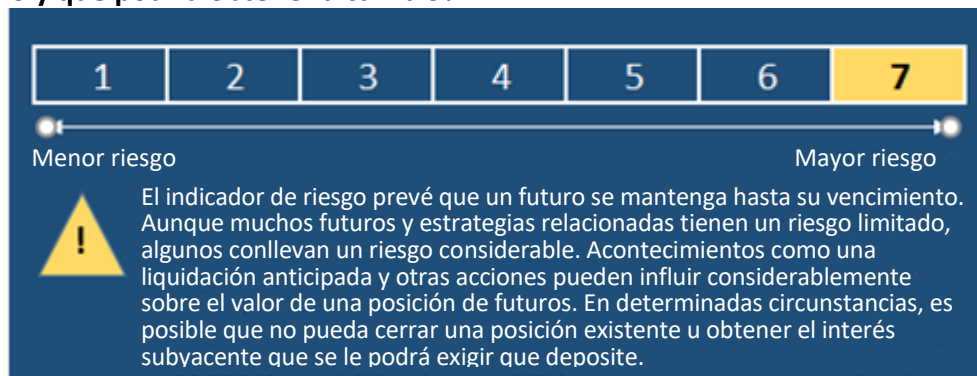 1 2 3 4 5 6 7
Menor riesgo Mayor riesgo
El indicador de riesgo prevé que un futuro se mantenga hasta su vencimiento.
Aunque muchos futuros y estrategias relacionadas tienen un riesgo limitado,
! algunos conllevan un riesgo considerable. Acontecimientos como una
liquidación anticipada y otras acciones pueden influir considerablemente
sobre el valor de una posición de futuros. En determinadas circunstancias, es
posible que no pueda cerrar una posición existente u obtener el interés
subyacente que se le podrá exigir que deposite.